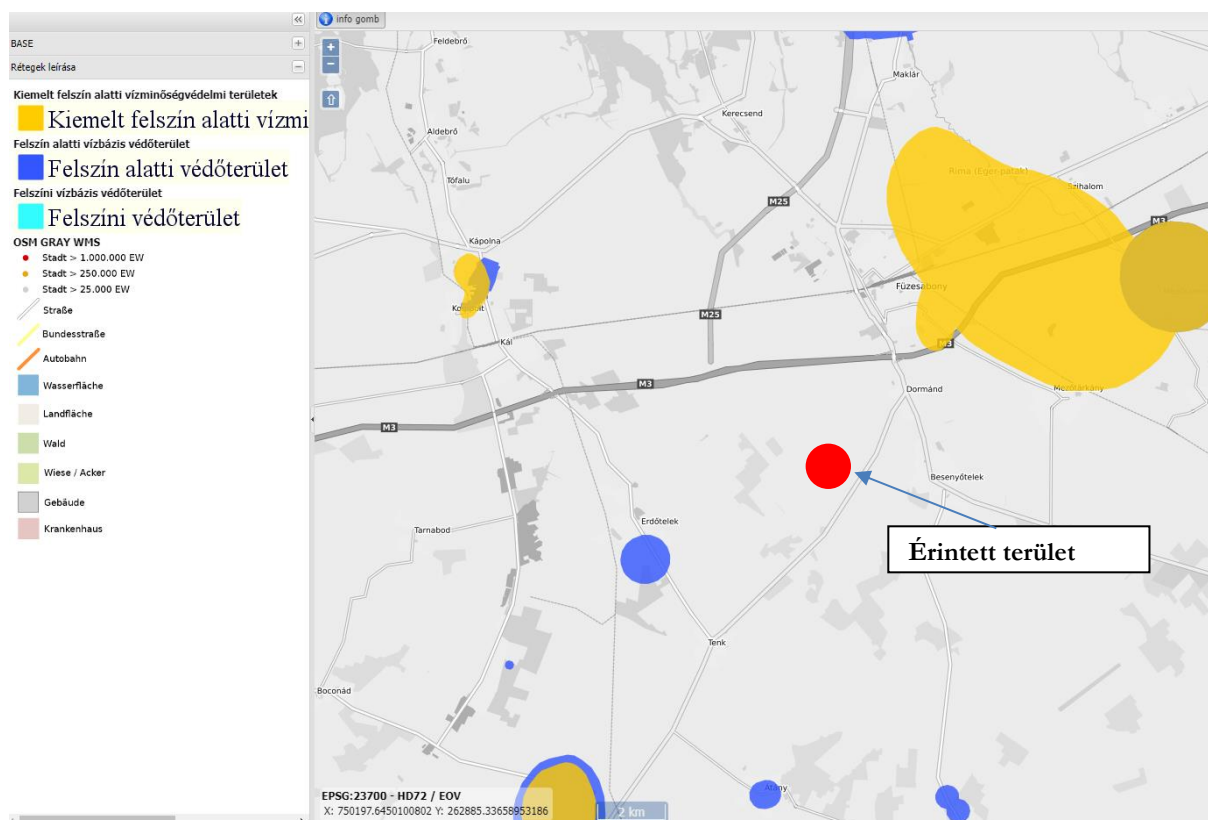 info gomb
BASE
Rétegek leírása
Kiemelt felszín alatti vízminőségvédelmi területek
Kiemelt felszín alatti vízmi
Felszín alatti vízbázis védőterület
Felszín alatti védőterület
Felszíni vízbázis védőterület
Felszíni védőterület
OSM GRAY WMS
Stadt > 1.000.000 EW
Stadt > 250.000 EW
Stadt > 25.000 EW
Straße
Bundesstraße
Autobahn
Wasserfläche
Landfläche
Wald
Wiese / Acker
Gebäude
Krankenhaus
Feldebrő
Maklár
Kerecsend
Aldebrő
Tófalu
Rima (Eger-patak)
Szihalom
M25
M3
Kápolna
Füzesabony
M25
Kál
M3
M3
Dormánd
Mezőtárkány
M3
Besenyőtelek
Erdőtelek
Tarnabod
Érintett terület
Tenk
Boconád
Átány
EPSG:23700 - HD72 / EOV
X: 750197.6450100802 Y: 262885.33658953186
2 km